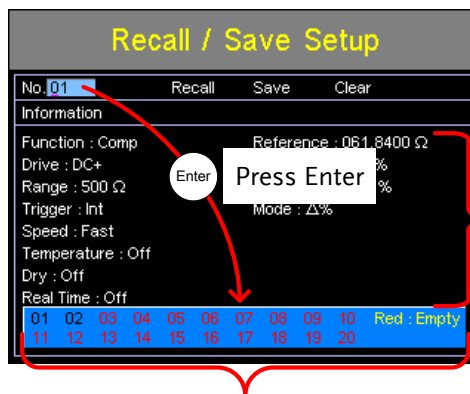 Recall / Save Setup
No. 01 Recall Save Clear
Information
Function : Comp Reference : 061.8400 Ω
Drive : DC+ %
Range : 500 Ω %
Trigger : Int Mode : Δ%
Speed : Fast
Temperature : Off
Dry : Off
Real Time : Off
Enter Press Enter
01 02 03 04 05 06 07 08 09 10 Red : Empty
11 12 13 14 15 16 17 18 19 20